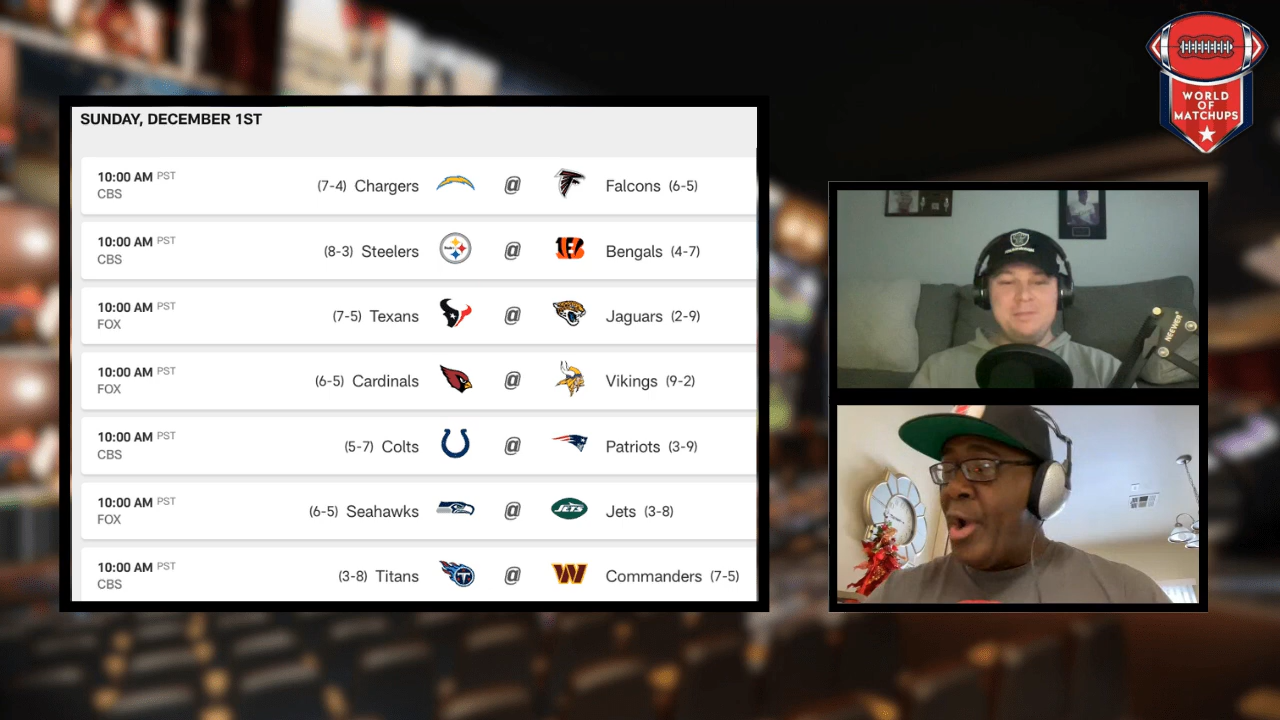 SUNDAY, DECEMBER 1ST
10:00 AM PST
CBS
(7-4) Chargers @ Falcons (6-5)
10:00 AM PST
CBS
(8-3) Steelers @ Bengals (4-7)
10:00 AM PST
FOX
(7-5) Texans @ Jaguars (2-9)
10:00 AM PST
FOX
(6-5) Cardinals @ Vikings (9-2)
10:00 AM PST
CBS
(5-7) Colts @ Patriots (3-9)
10:00 AM PST
FOX
(6-5) Seahawks @ JETS Jets (3-8)
10:00 AM PST
CBS
(3-8) Titans @ Commanders (7-5)
WORLD
OF
MATCHUPS
NEEWER